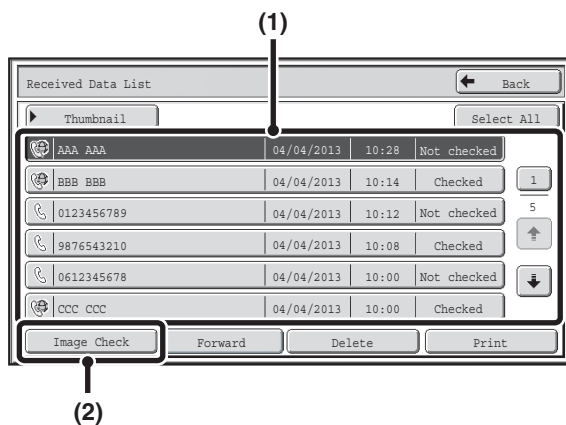 (1)
Received Data List Back
Thumbnail Select All
AAA AAA 04/04/2013 10:28 Not checked
BBB BBB 04/04/2013 10:14 Checked 1
0123456789 04/04/2013 10:12 Not checked 5
9876543210 04/04/2013 10:08 Checked
0612345678 04/04/2013 10:00 Not checked
CCC CCC 04/04/2013 10:00 Checked
Image Check Forward Delete Print
(2)